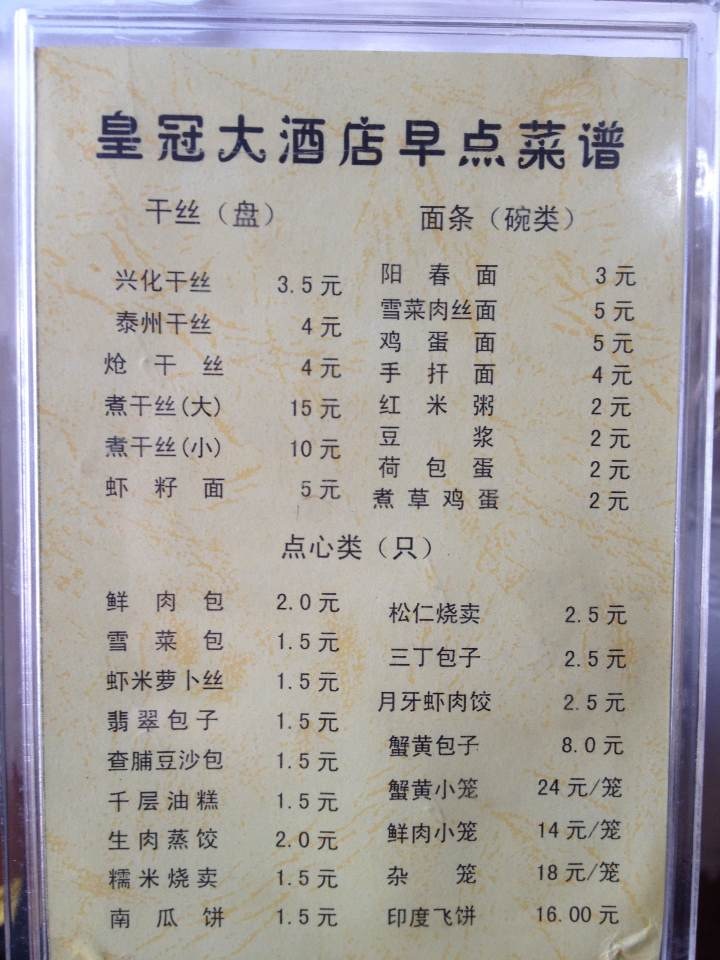 皇冠大酒店早点菜谱
干丝（盘）
兴化干丝 3.5元
泰州干丝 4元
炝干丝 4元
煮干丝(大) 15元
煮干丝(小) 10元
虾籽面 5元
面条（碗类）
阳春面 3元
雪菜肉丝面 5元
鸡蛋面 5元
手扦面 4元
红米粥 2元
豆浆 2元
荷包蛋 2元
煮草鸡蛋 2元
点心类（只）
鲜肉包 2.0元
雪菜包 1.5元
虾米萝卜丝 1.5元
翡翠包子 1.5元
查脯豆沙包 1.5元
千层油糕 1.5元
生肉蒸饺 2.0元
糯米烧卖 1.5元
南瓜饼 1.5元
松仁烧卖 2.5元
三丁包子 2.5元
月牙虾肉饺 2.5元
蟹黄包子 8.0元
蟹黄小笼 24元/笼
鲜肉小笼 14元/笼
杂笼 18元/笼
印度飞饼 16.00元